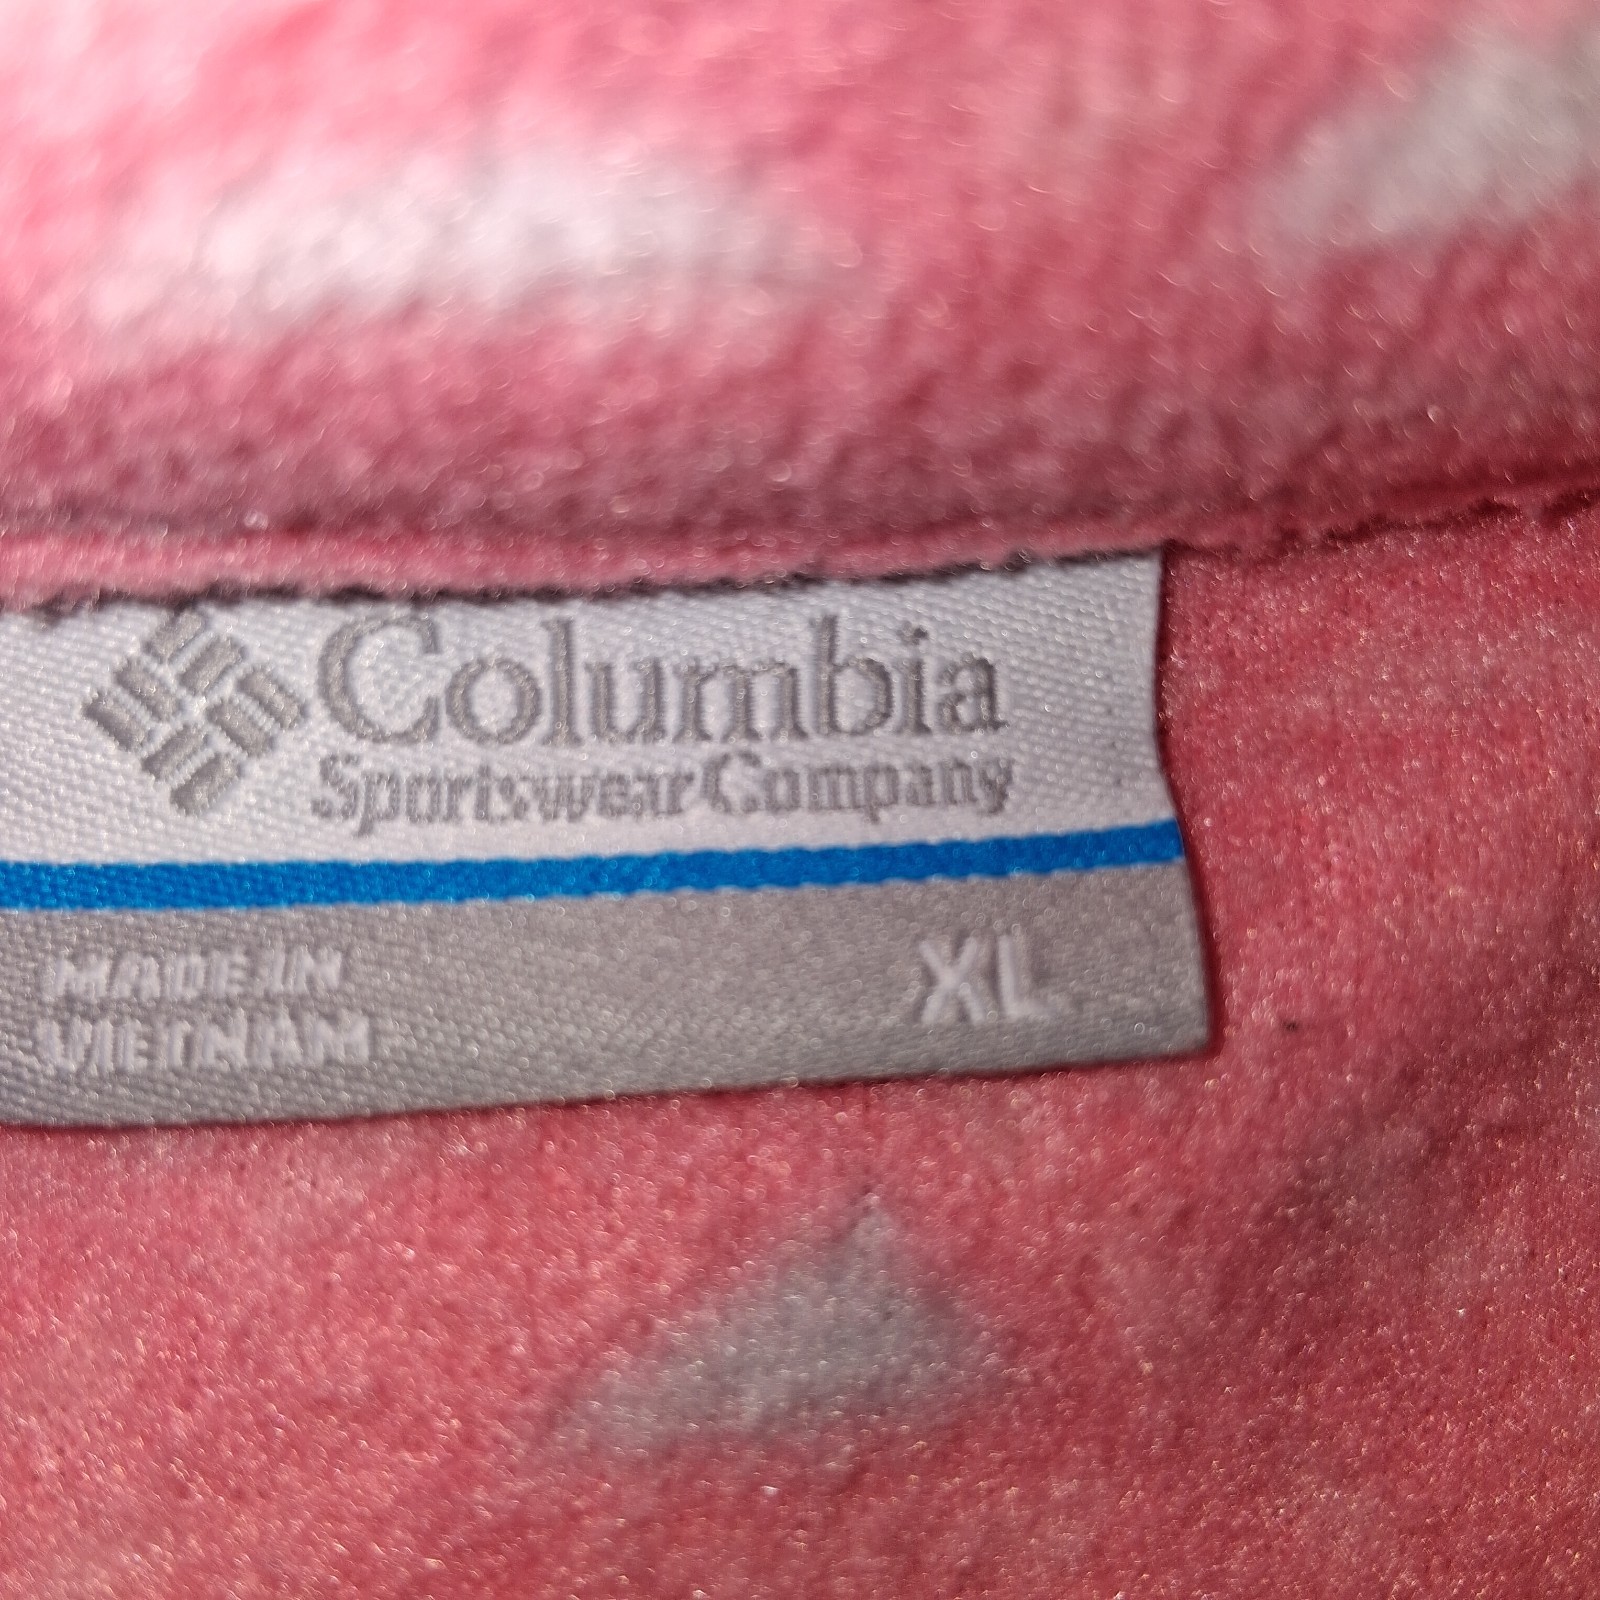 Columbia
Sportswear Company
MADE IN
VIETNAM
XL